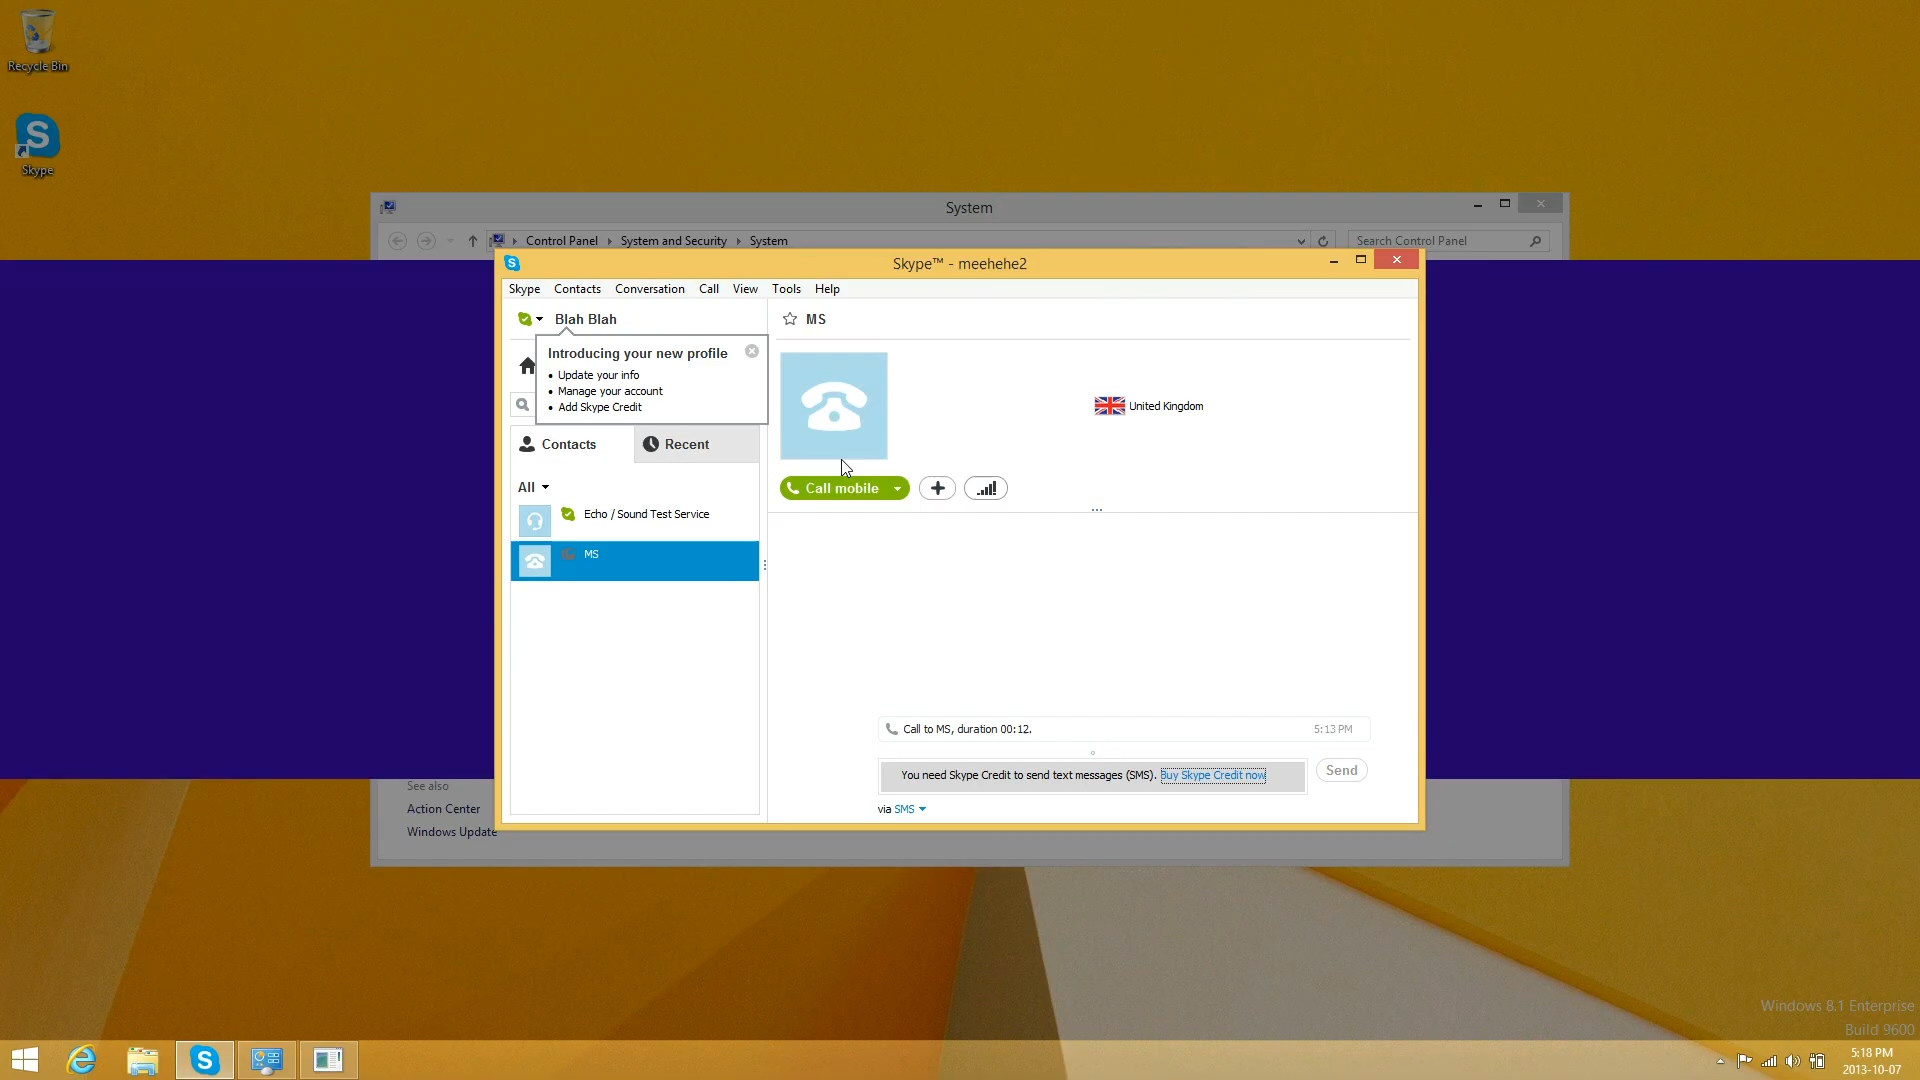 Recycle Bin
Skype
System
Control Panel System and Security System
Search Control Panel
Skype™ - meehehe2
Skype Contacts Conversation Call View Tools Help
Blah Blah
MS
Introducing your new profile
• Update your info
• Manage your account
• Add Skype Credit
United Kingdom
Contacts
Recent
All
Call mobile
Echo / Sound Test Service
MS
Call to MS, duration 00:12.
5:13 PM
You need Skype Credit to send text messages (SMS). Buy Skype Credit now
Send
via SMS
See also
Action Center
Windows Update
Windows 8.1 Enterprise
Build 9600
5:18 PM
2013-10-07